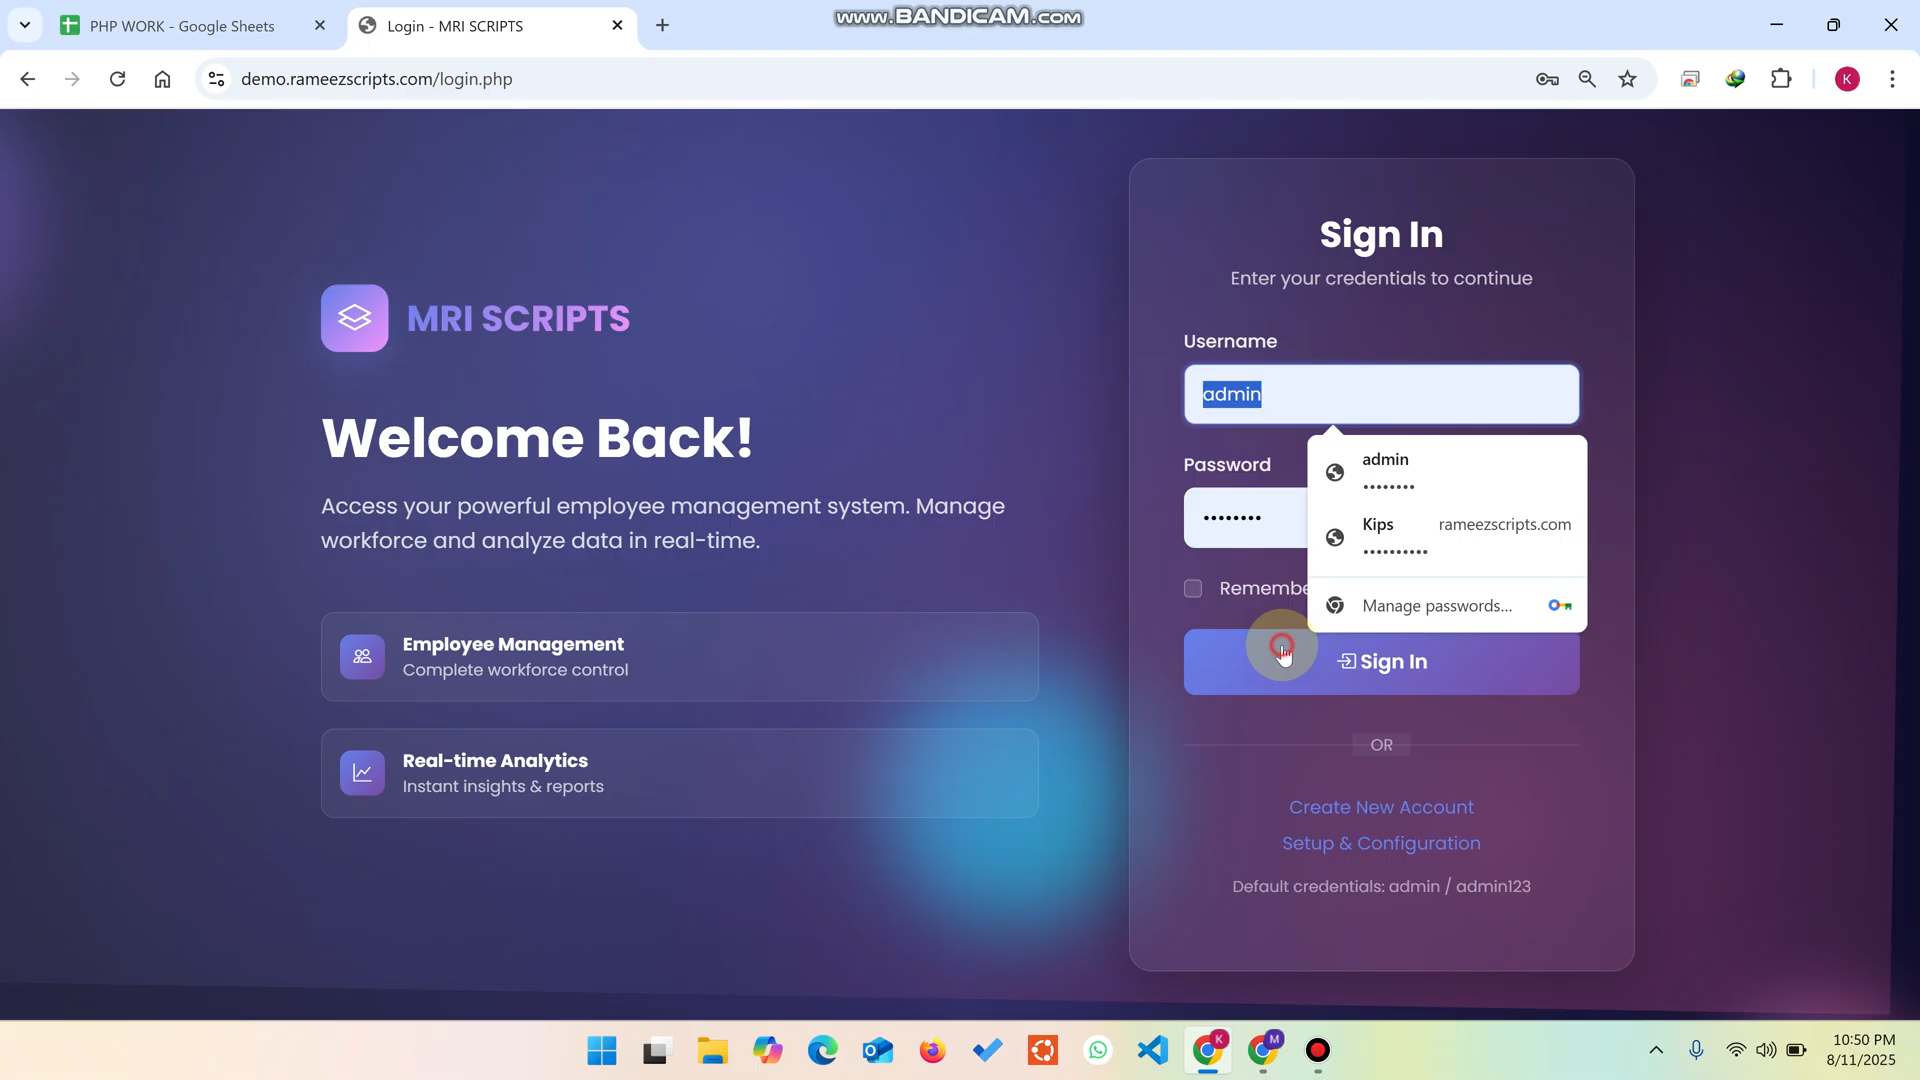 PHP WORK - Google Sheets
Login - MRI SCRIPTS
www.BANDICAM.com
demo.rameezscripts.com/login.php
K
MRI SCRIPTS
Welcome Back!
Access your powerful employee management system. Manage
workforce and analyze data in real-time.
Employee Management
Complete workforce control
Real-time Analytics
Instant insights & reports
Sign In
Enter your credentials to continue
Username
admin
Password
••••••••
admin
••••••••
Kips rameezscripts.com
••••••••••
Manage passwords...
Remembe
Sign In
OR
Create New Account
Setup & Configuration
Default credentials: admin / admin123
K
M
10:50 PM
8/11/2025